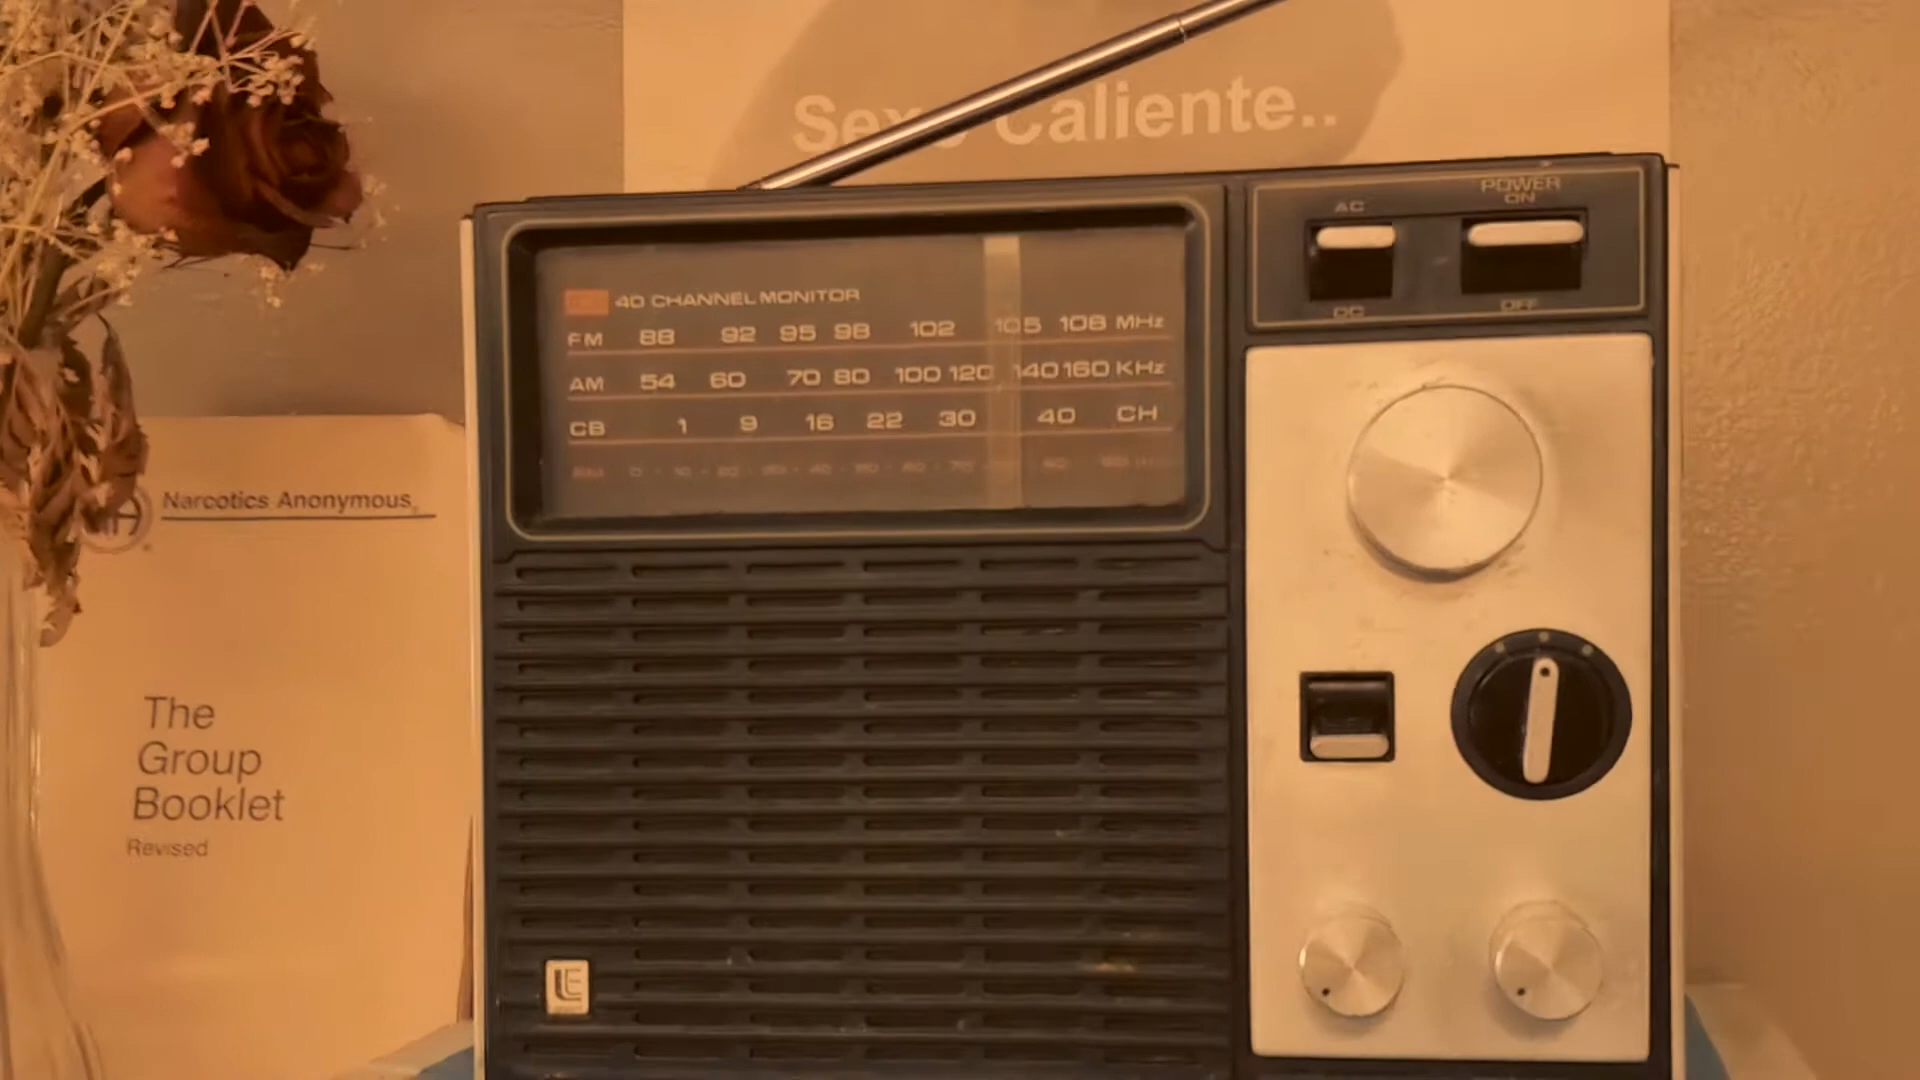 Caliente..
AC
POWER
ON
DC
OFF
40 CHANNEL MONITOR
FM 88 92 95 98 102 105 108 MHz
AM 54 60 70 80 100 120 140 160 KHz
CB 1 9 16 22 30 40 CH
Narcotics Anonymous
The
Group
Booklet
Revised